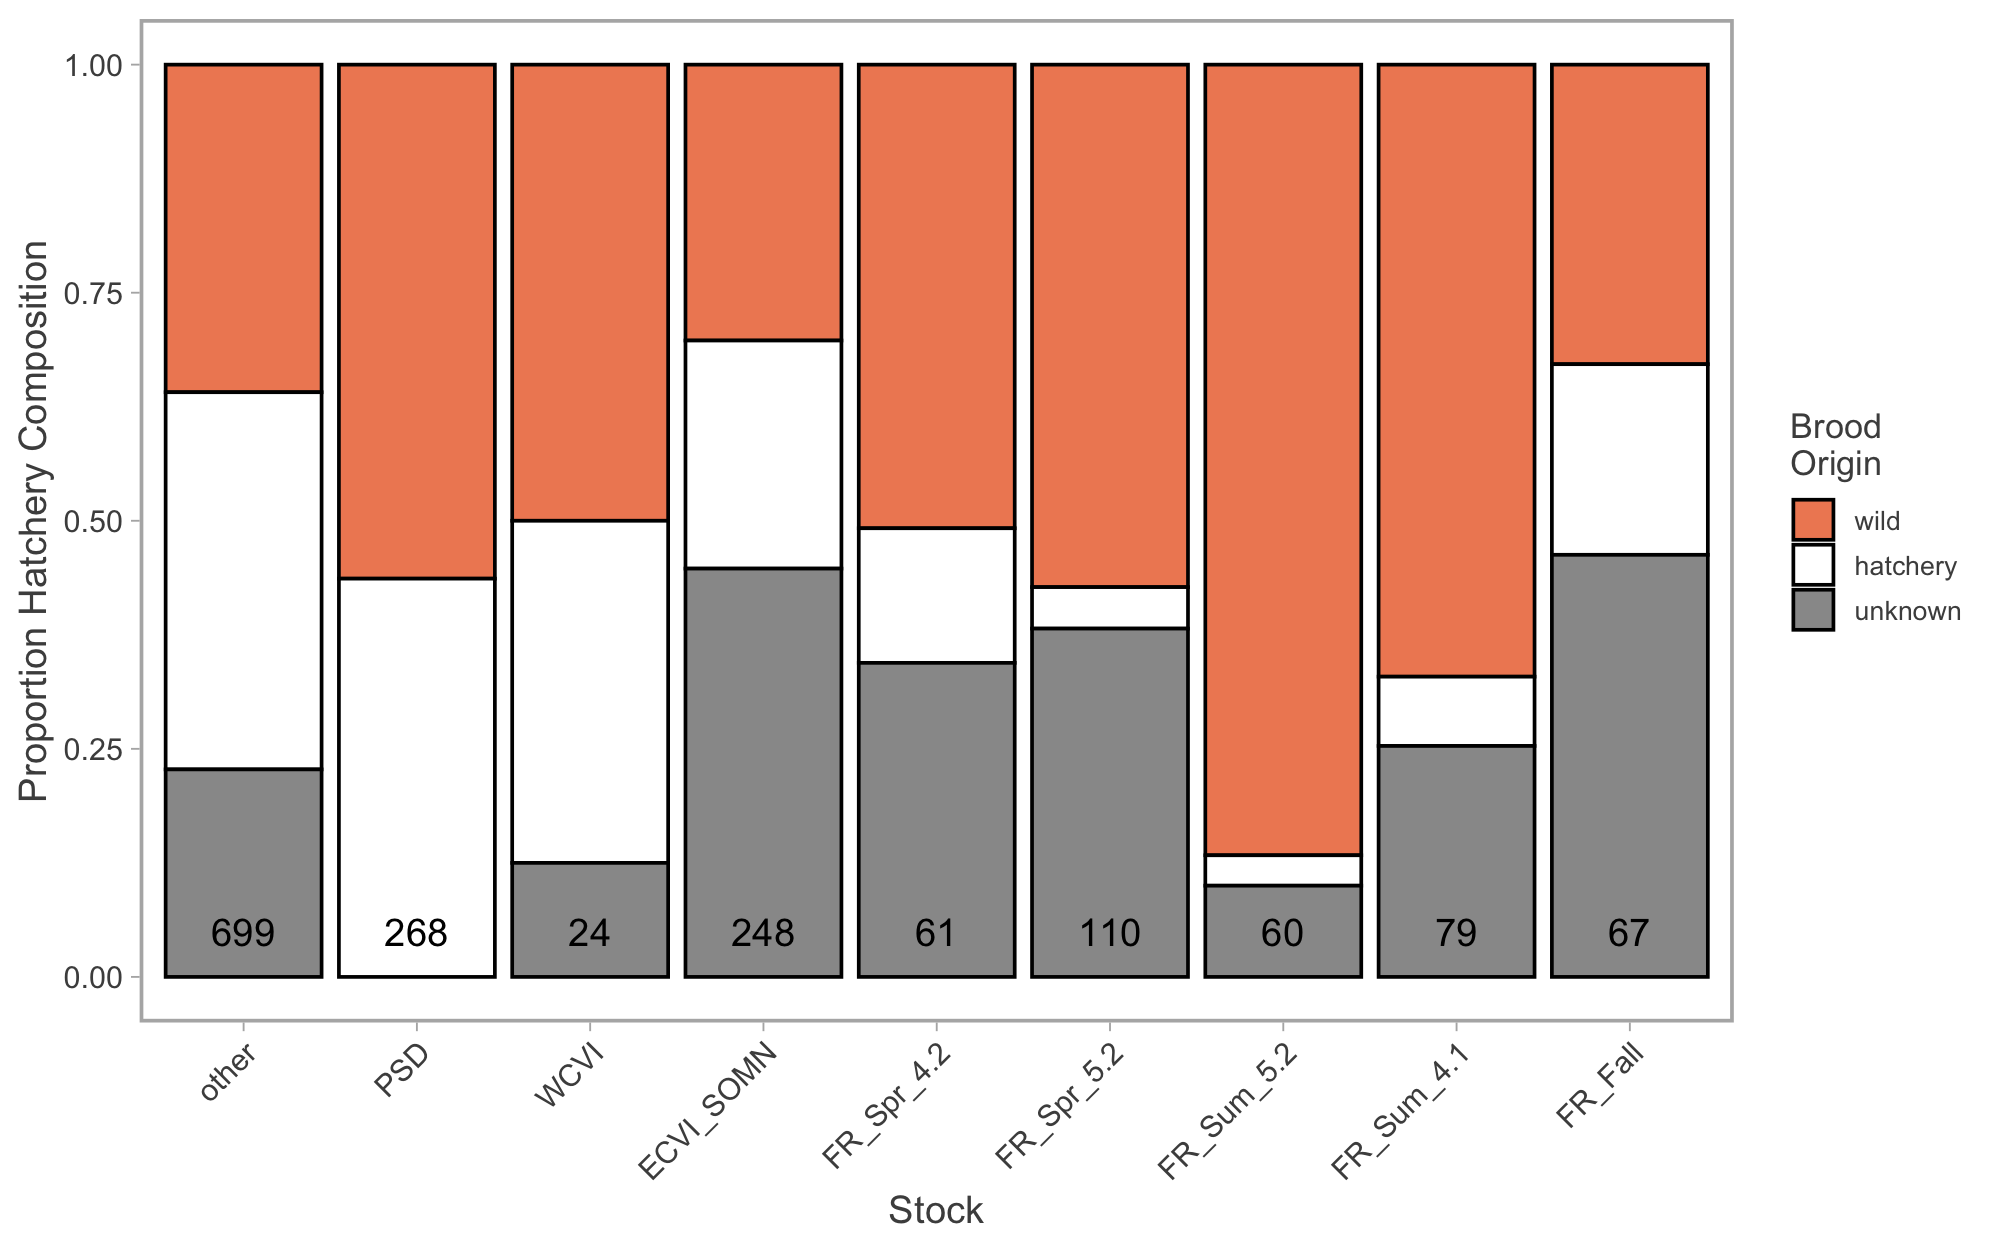 Proportion Hatchery Composition
1.00
0.75
0.50
0.25
0.00
699 268 24 248 61 110 60 79 67
other PSD WCVI ECVI_SOMN FR_Spr_4.2 FR_Spr_5.2 FR_Sum_5.2 FR_Sum_4.1 FR_Fall
Stock
Brood
Origin
wild
hatchery
unknown